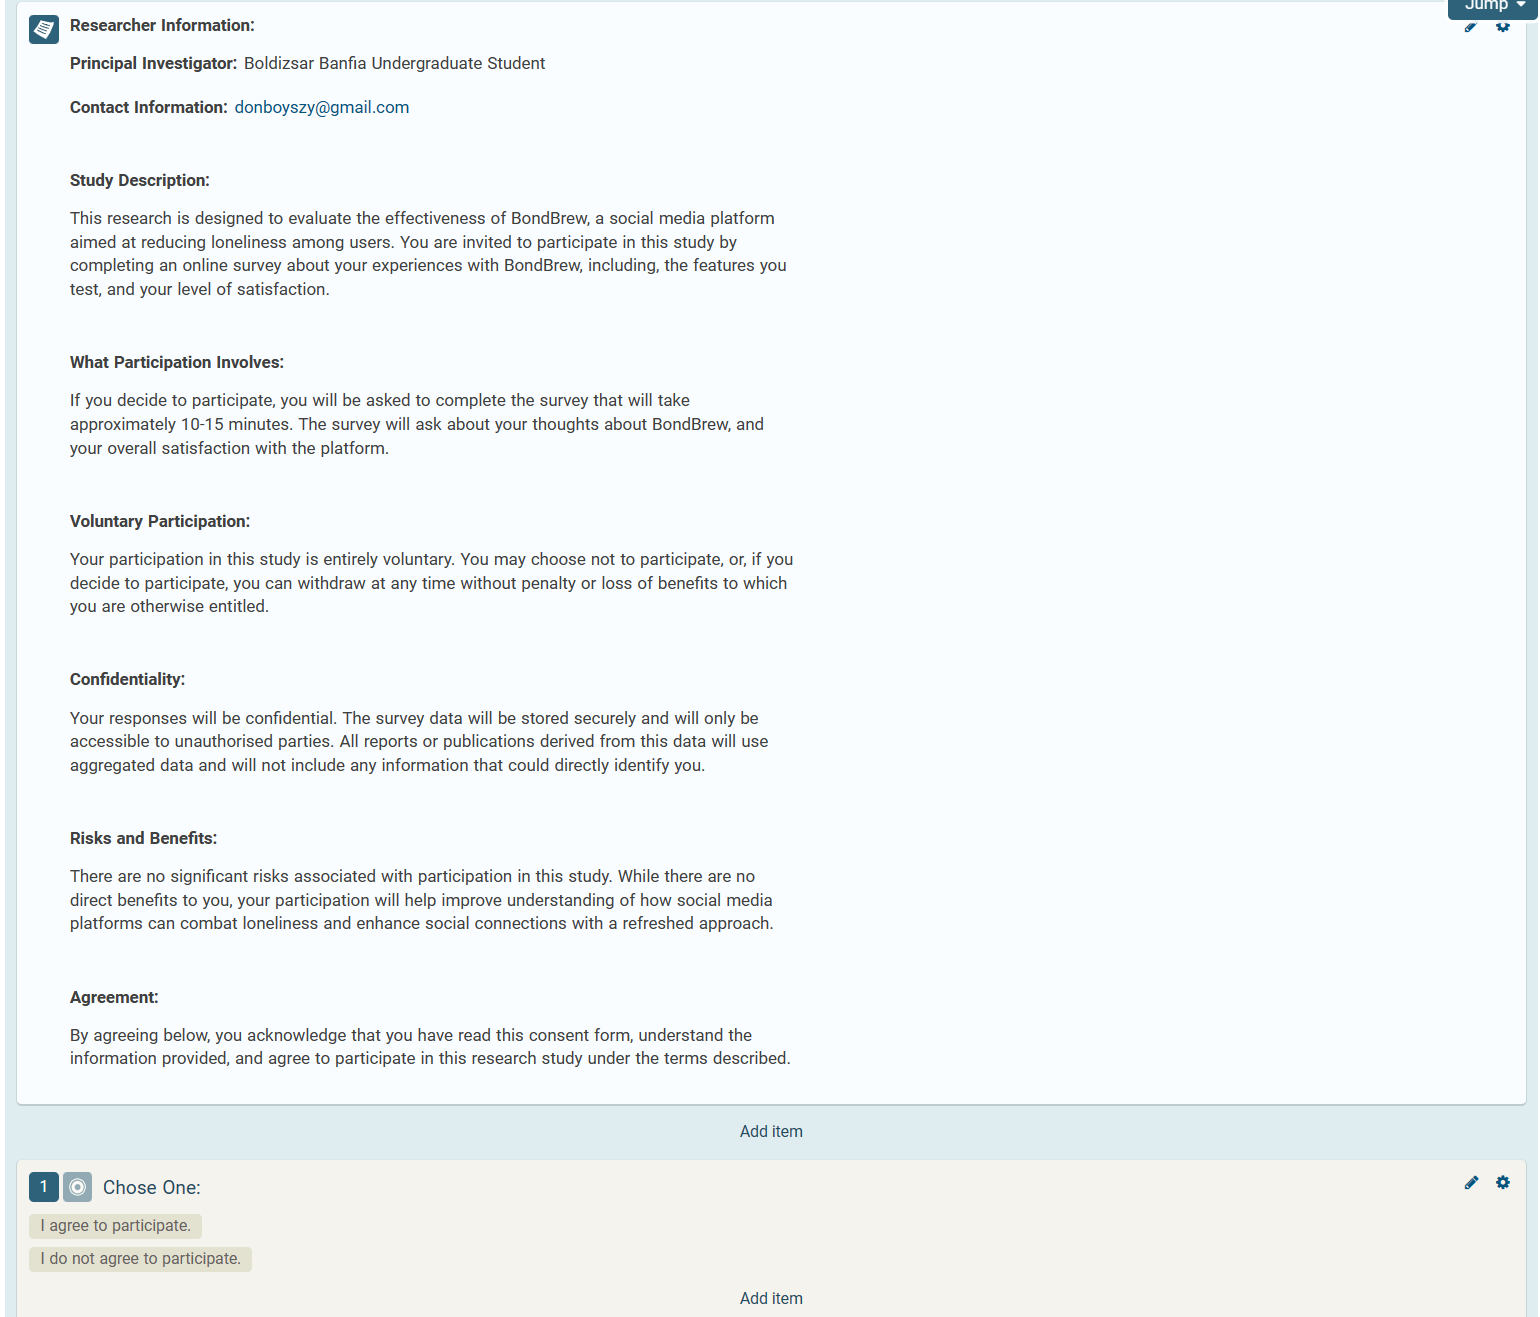 Jump
Researcher Information:
Principal Investigator: Boldizsar Banfia Undergraduate Student
Contact Information: donboyszy@gmail.com
Study Description:
This research is designed to evaluate the effectiveness of BondBrew, a social media platform
aimed at reducing loneliness among users. You are invited to participate in this study by
completing an online survey about your experiences with BondBrew, including, the features you
test, and your level of satisfaction.
What Participation Involves:
If you decide to participate, you will be asked to complete the survey that will take
approximately 10-15 minutes. The survey will ask about your thoughts about BondBrew, and
your overall satisfaction with the platform.
Voluntary Participation:
Your participation in this study is entirely voluntary. You may choose not to participate, or, if you
decide to participate, you can withdraw at any time without penalty or loss of benefits to which
you are otherwise entitled.
Confidentiality:
Your responses will be confidential. The survey data will be stored securely and will only be
accessible to unauthorised parties. All reports or publications derived from this data will use
aggregated data and will not include any information that could directly identify you.
Risks and Benefits:
There are no significant risks associated with participation in this study. While there are no
direct benefits to you, your participation will help improve understanding of how social media
platforms can combat loneliness and enhance social connections with a refreshed approach.
Agreement:
By agreeing below, you acknowledge that you have read this consent form, understand the
information provided, and agree to participate in this research study under the terms described.
Add item
1 Chose One:
I agree to participate.
I do not agree to participate.
Add item